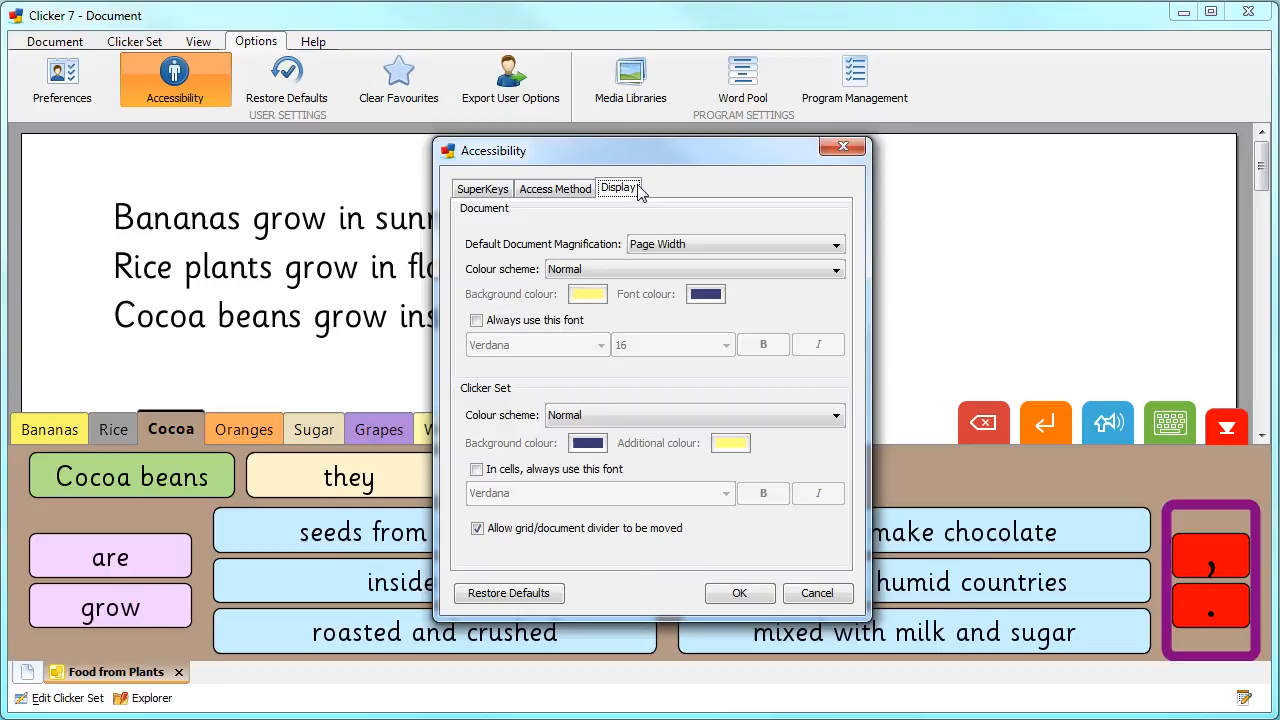 Clicker 7 - Document
Document Clicker Set View Options Help
Preferences Accessibility Restore Defaults Clear Favourites Export User Options Media Libraries Word Pool Program Management
USER SETTINGS PROGRAM SETTINGS
Accessibility
SuperKeys Access Method Display
Document
Default Document Magnification: Page Width
Colour scheme: Normal
Background colour: Font colour:
Always use this font
Verdana 16 B I
Clicker Set
Colour scheme: Normal
Background colour: Additional colour:
In cells, always use this font
Verdana B I
Allow grid/document divider to be moved
Restore Defaults OK Cancel
Bananas grow in sunn
Rice plants grow in flo
Cocoa beans grow ins
Bananas Rice Cocoa Oranges Sugar Grapes W
Cocoa beans they
are
grow
seeds from make chocolate ,
inside humid countries .
roasted and crushed mixed with milk and sugar
Food from Plants
Edit Clicker Set Explorer